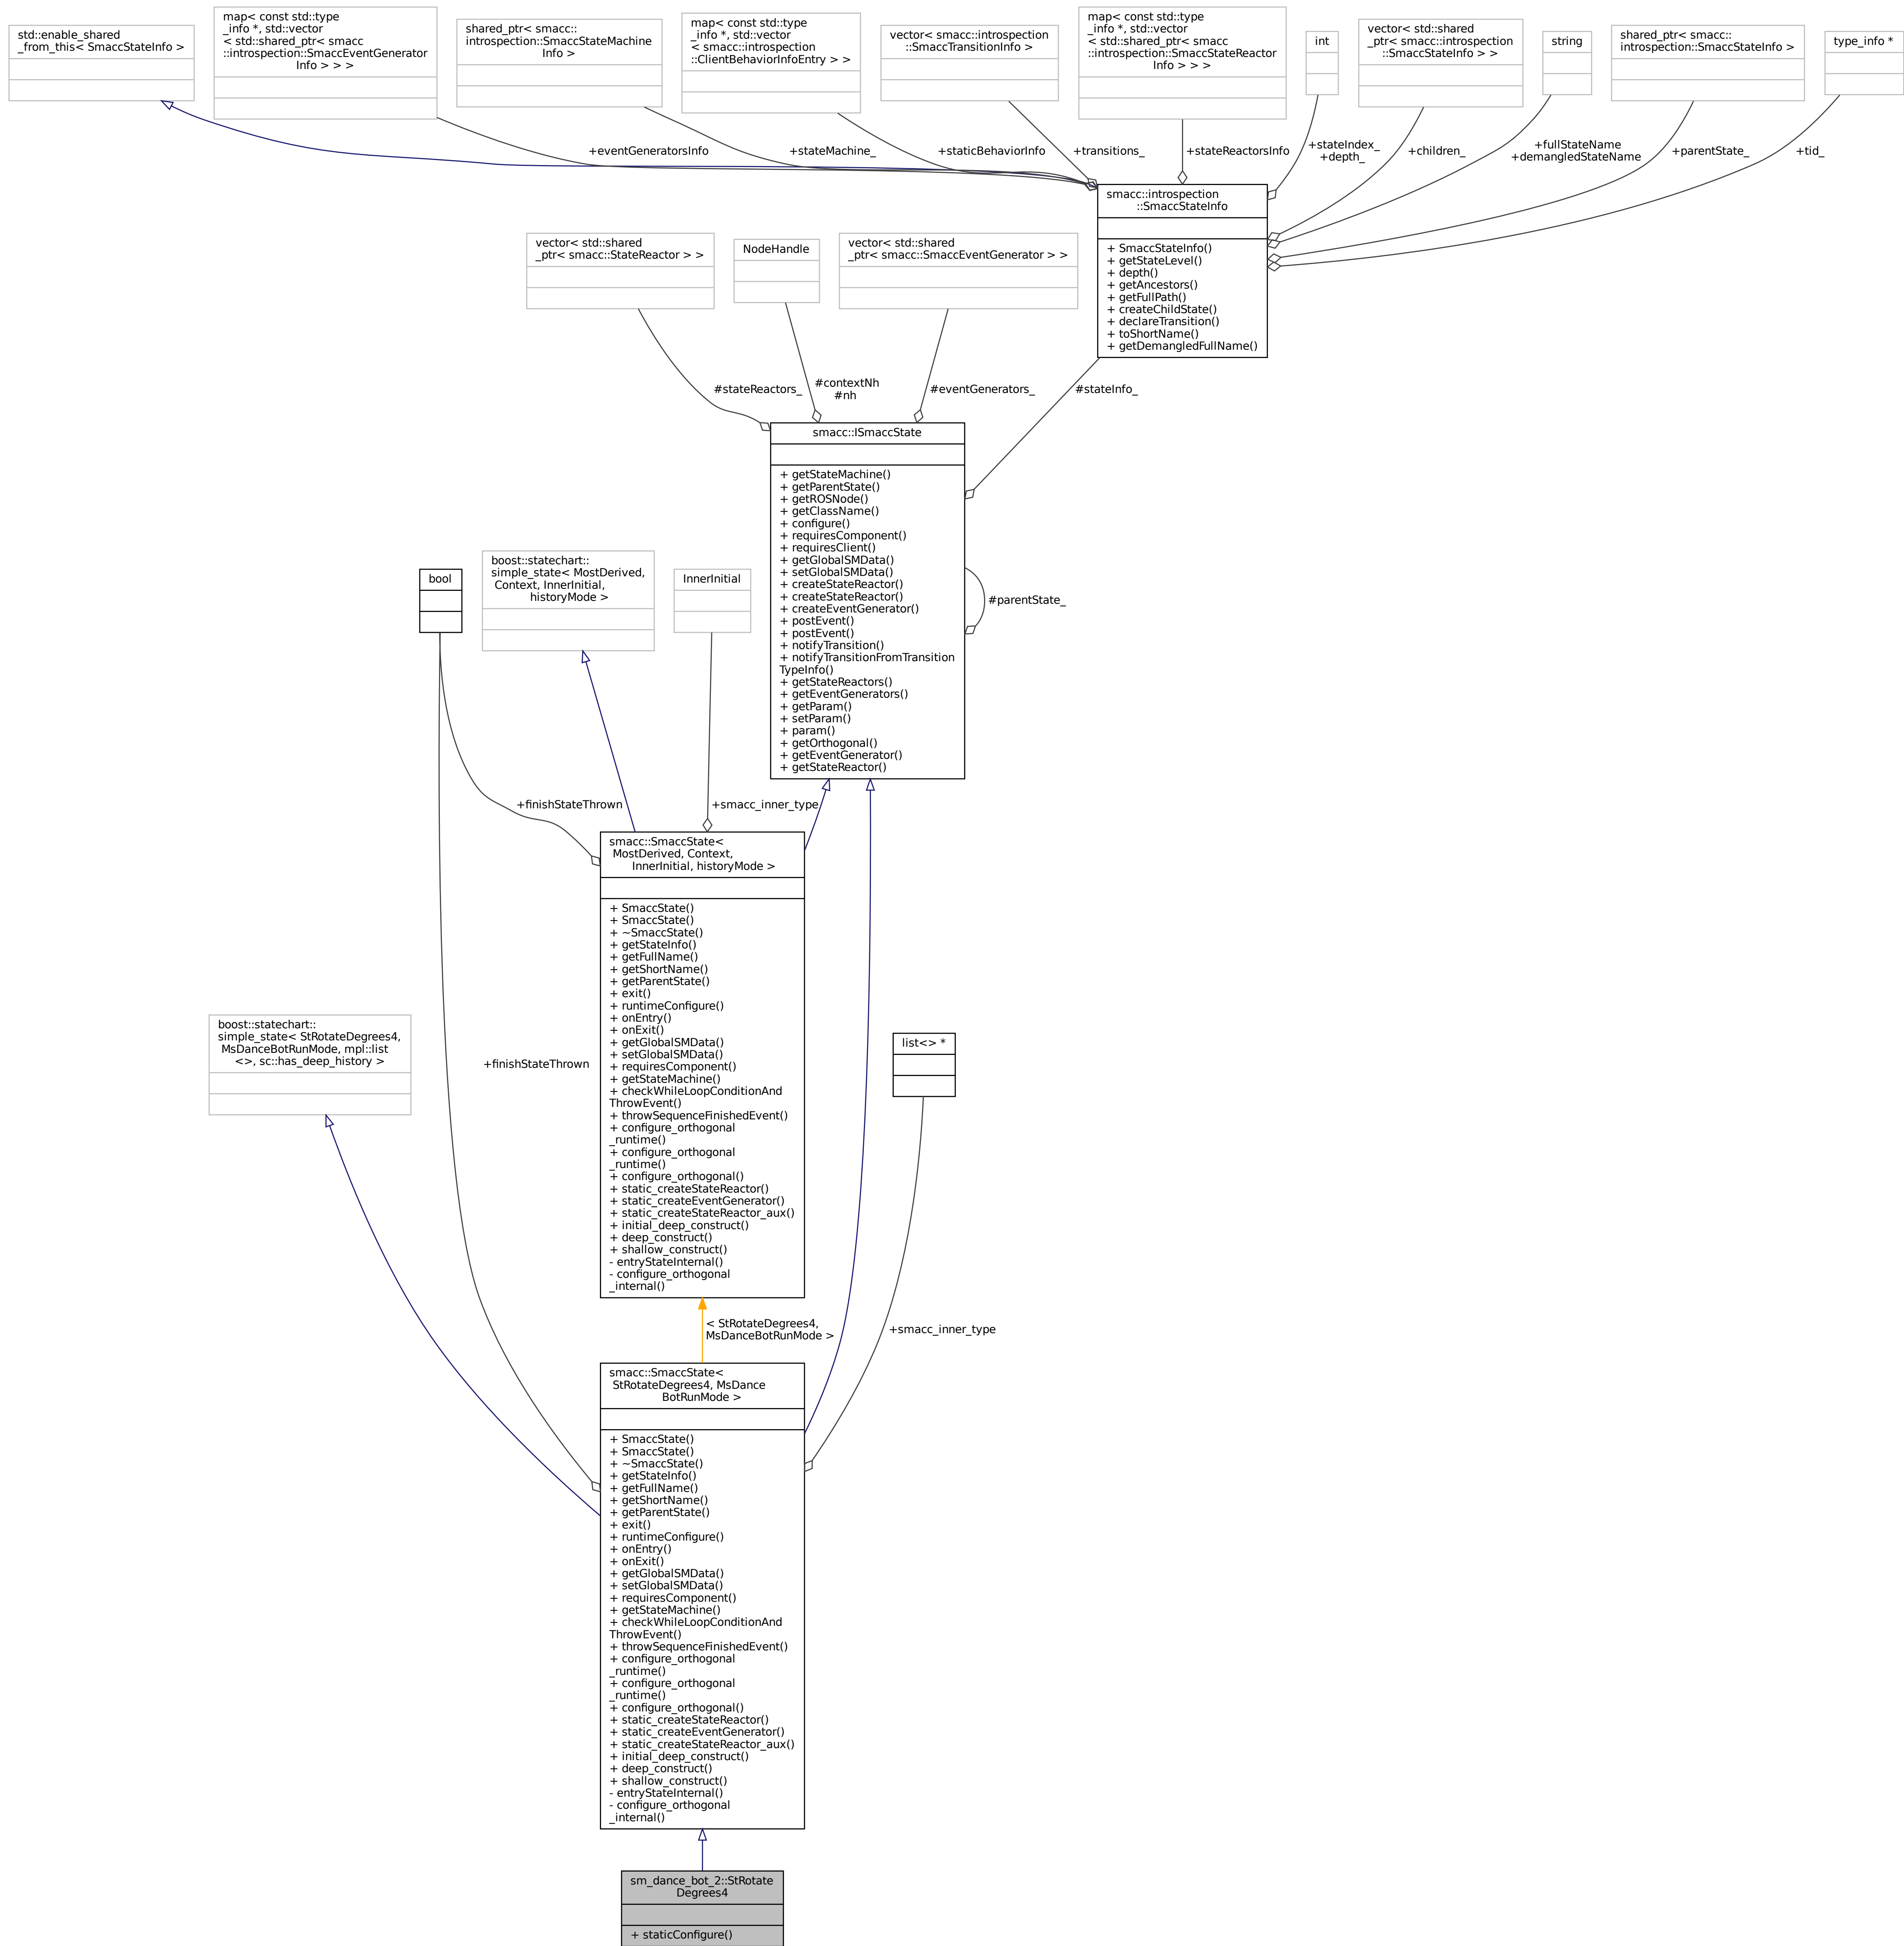 std::enable_shared
_from_this< SmaccStateInfo >
map< const std::type
_info *, std::vector
< std::shared_ptr< smacc
::introspection::SmaccEventGenerator
Info > > >
shared_ptr< smacc::
introspection::SmaccStateMachine
Info >
map< const std::type
_info *, std::vector
< smacc::introspection
::ClientBehaviorInfoEntry > >
vector< smacc::introspection
::SmaccTransitionInfo >
map< const std::type
_info *, std::vector
< std::shared_ptr< smacc
::introspection::SmaccStateReactor
Info > > >
int
vector< std::shared
_ptr< smacc::introspection
::SmaccStateInfo > >
string
shared_ptr< smacc::
introspection::SmaccStateInfo >
type_info *
+eventGeneratorsInfo
+stateMachine_
+staticBehaviorInfo
+transitions_
+stateReactorsInfo
+stateIndex_
+depth_
+children_
+fullStateName
+demangledStateName
+parentState_
+tid_
smacc::introspection
::SmaccStateInfo
+ SmaccStateInfo()
+ getStateLevel()
+ depth()
+ getAncestors()
+ getFullPath()
+ createChildState()
+ declareTransition()
+ toShortName()
+ getDemangledFullName()
vector< std::shared
_ptr< smacc::StateReactor > >
NodeHandle
vector< std::shared
_ptr< smacc::SmaccEventGenerator > >
#stateReactors_
#contextNh
#nh
#eventGenerators_
#stateInfo_
smacc::ISmaccState
+ getStateMachine()
+ getParentState()
+ getROSNode()
+ getClassName()
+ configure()
+ requiresComponent()
+ requiresClient()
+ getGlobalSMData()
+ setGlobalSMData()
+ createStateReactor()
+ createStateReactor()
+ createEventGenerator()
+ postEvent()
+ postEvent()
+ notifyTransition()
+ notifyTransitionFromTransition
TypeInfo()
+ getStateReactors()
+ getEventGenerators()
+ getParam()
+ setParam()
+ param()
+ getOrthogonal()
+ getEventGenerator()
+ getStateReactor()
#parentState_
bool
boost::statechart::
simple_state< MostDerived,
Context, InnerInitial,
historyMode >
InnerInitial
+finishStateThrown
+smacc_inner_type
smacc::SmaccState<
MostDerived, Context,
InnerInitial, historyMode >
+ SmaccState()
+ SmaccState()
+ ~SmaccState()
+ getStateInfo()
+ getFullName()
+ getShortName()
+ getParentState()
+ exit()
+ runtimeConfigure()
+ onEntry()
+ onExit()
+ getGlobalSMData()
+ setGlobalSMData()
+ requiresComponent()
+ getStateMachine()
+ checkWhileLoopConditionAnd
ThrowEvent()
+ throwSequenceFinishedEvent()
+ configure_orthogonal
_runtime()
+ configure_orthogonal
_runtime()
+ configure_orthogonal()
+ static_createStateReactor()
+ static_createEventGenerator()
+ static_createStateReactor_aux()
+ initial_deep_construct()
+ deep_construct()
+ shallow_construct()
- entryStateInternal()
- configure_orthogonal
_internal()
boost::statechart::
simple_state< StRotateDegrees4,
MsDanceBotRunMode, mpl::list
<>, sc::has_deep_history >
+finishStateThrown
list<> *
< StRotateDegrees4,
MsDanceBotRunMode >
+smacc_inner_type
smacc::SmaccState<
StRotateDegrees4, MsDance
BotRunMode >
+ SmaccState()
+ SmaccState()
+ ~SmaccState()
+ getStateInfo()
+ getFullName()
+ getShortName()
+ getParentState()
+ exit()
+ runtimeConfigure()
+ onEntry()
+ onExit()
+ getGlobalSMData()
+ setGlobalSMData()
+ requiresComponent()
+ getStateMachine()
+ checkWhileLoopConditionAnd
ThrowEvent()
+ throwSequenceFinishedEvent()
+ configure_orthogonal
_runtime()
+ configure_orthogonal
_runtime()
+ configure_orthogonal()
+ static_createStateReactor()
+ static_createEventGenerator()
+ static_createStateReactor_aux()
+ initial_deep_construct()
+ deep_construct()
+ shallow_construct()
- entryStateInternal()
- configure_orthogonal
_internal()
sm_dance_bot_2::StRotate
Degrees4
+ staticConfigure()